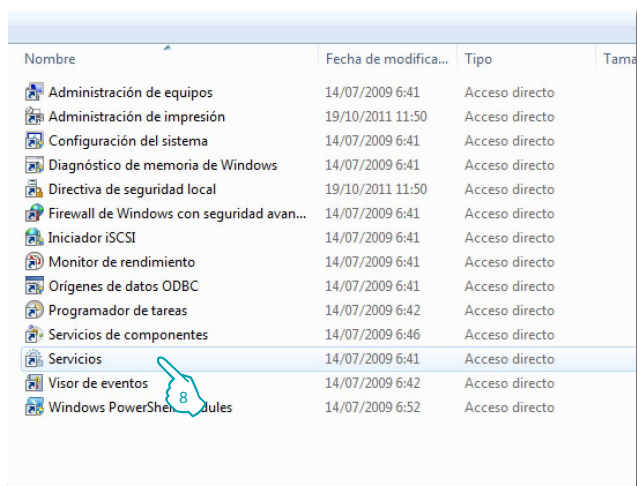 Nombre Fecha de modifica... Tipo Tama
Administración de equipos 14/07/2009 6:41 Acceso directo
Administración de impresión 19/10/2011 11:50 Acceso directo
Configuración del sistema 14/07/2009 6:41 Acceso directo
Diagnóstico de memoria de Windows 14/07/2009 6:41 Acceso directo
Directiva de seguridad local 19/10/2011 11:50 Acceso directo
Firewall de Windows con seguridad avan... 14/07/2009 6:41 Acceso directo
Iniciador iSCSI 14/07/2009 6:41 Acceso directo
Monitor de rendimiento 14/07/2009 6:41 Acceso directo
Orígenes de datos ODBC 14/07/2009 6:41 Acceso directo
Programador de tareas 14/07/2009 6:42 Acceso directo
Servicios de componentes 14/07/2009 6:46 Acceso directo
Servicios 14/07/2009 6:41 Acceso directo
Visor de eventos 14/07/2009 6:42 Acceso directo
8
Windows PowerShell dules 14/07/2009 6:52 Acceso directo